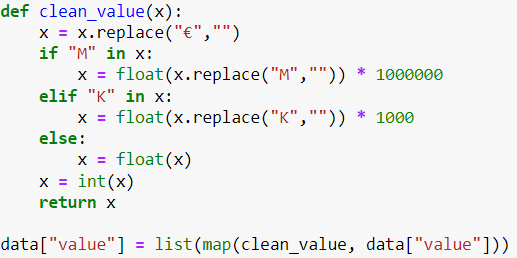 def clean_value(x):
    x = x.replace("€","")
    if "M" in x:
        x = float(x.replace("M","")) * 1000000
    elif "K" in x:
        x = float(x.replace("K","")) * 1000
    else:
        x = float(x)
    x = int(x)
    return x

data["value"] = list(map(clean_value, data["value"]))